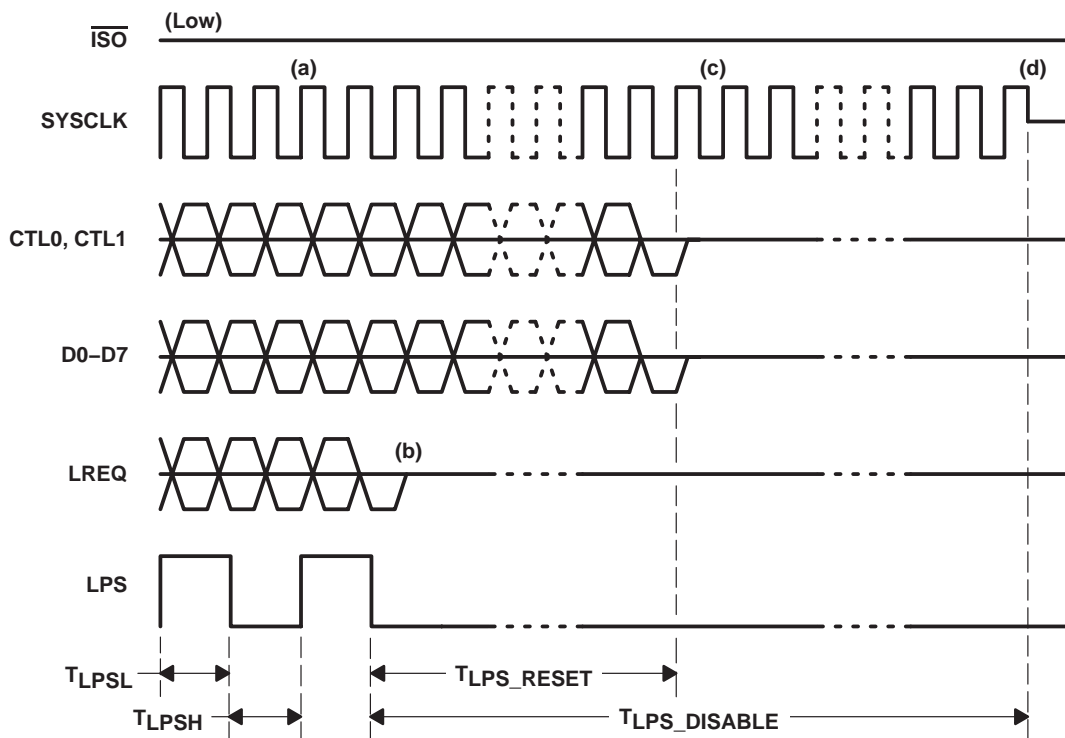 (Low)
ISO
(a)
(c)
(d)
SYSCLK
CTL0, CTL1
D0–D7
(b)
LREQ
LPS
TLPSL
TLPS_RESET
TLPSH
TLPS_DISABLE